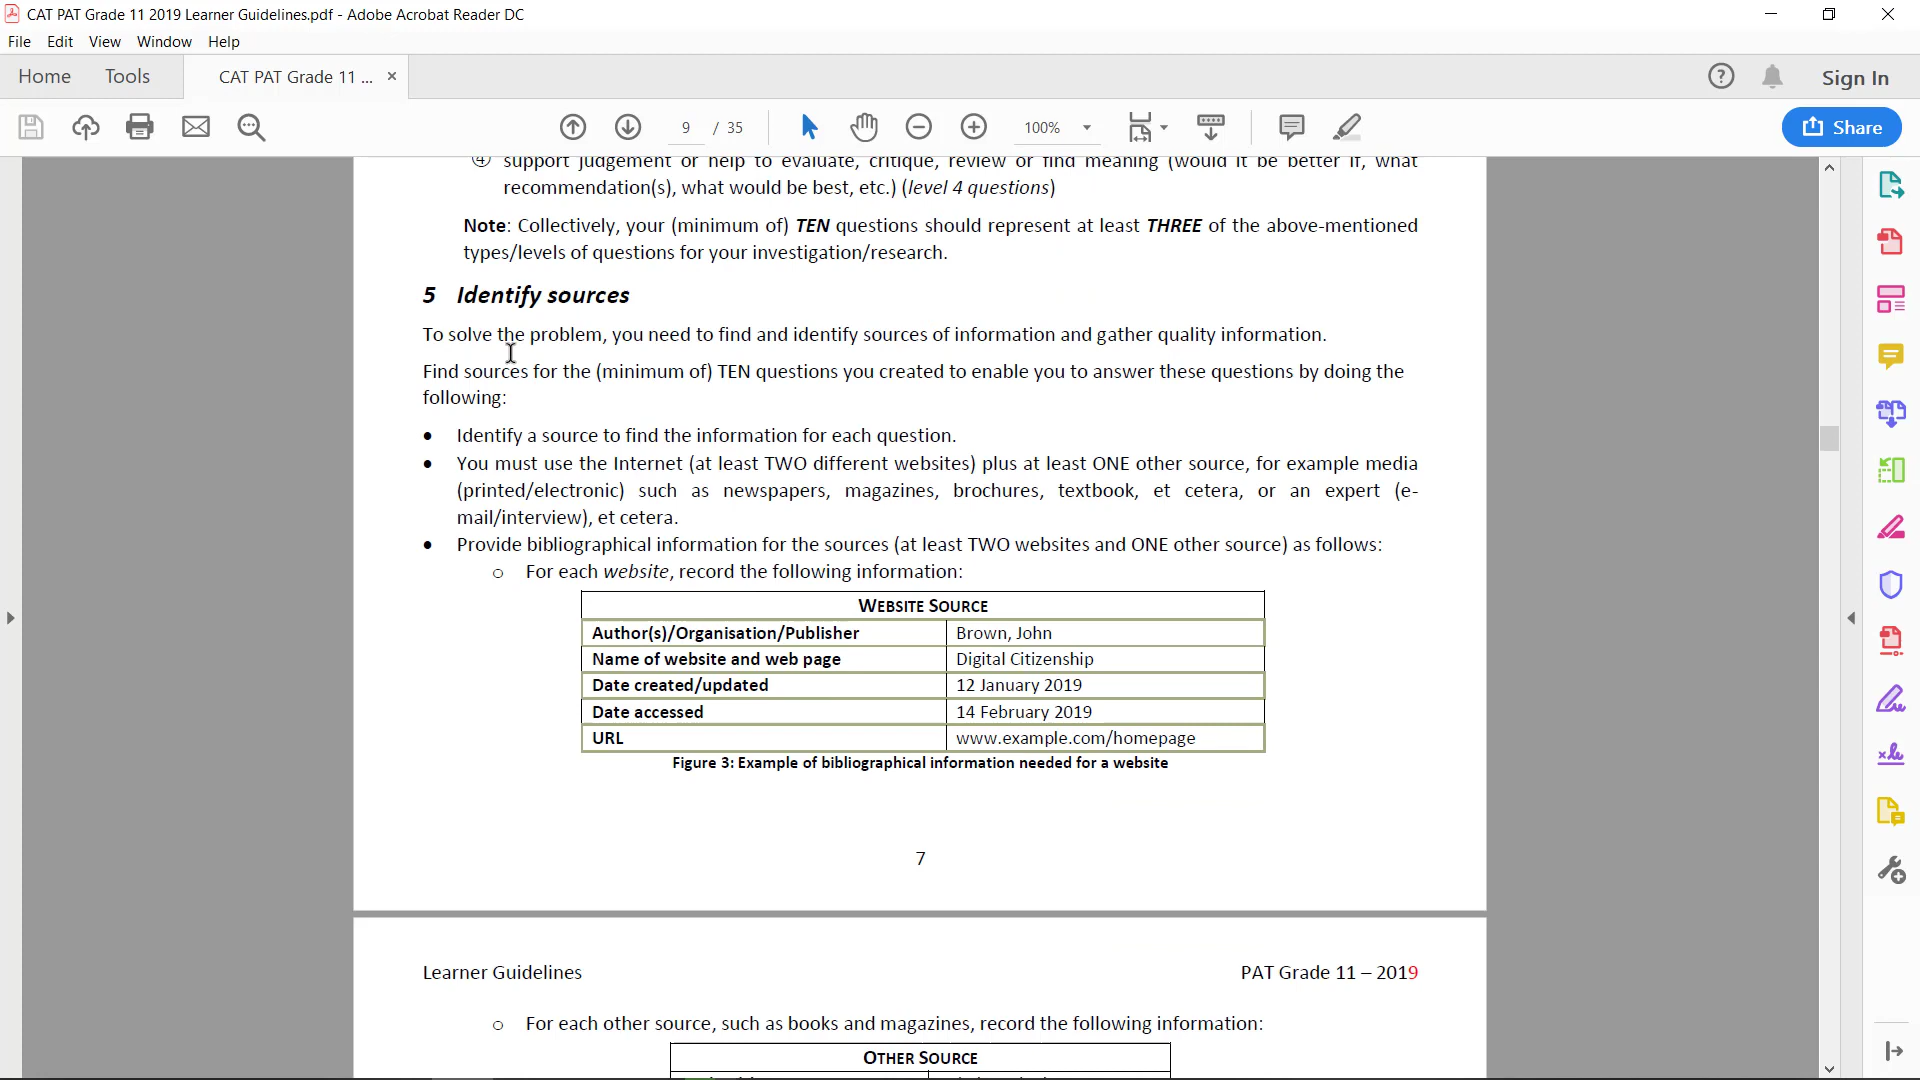 CAT PAT Grade 11 2019 Learner Guidelines.pdf - Adobe Acrobat Reader DC
File Edit View Window Help
Home Tools CAT PAT Grade 11 ... × Sign In
9 / 35 100% Share
④ support judgement or help to evaluate, critique, review or find meaning (would it be better if, what
recommendation(s), what would be best, etc.) (level 4 questions)
Note: Collectively, your (minimum of) TEN questions should represent at least THREE of the above-mentioned
types/levels of questions for your investigation/research.
5 Identify sources
To solve the problem, you need to find and identify sources of information and gather quality information.
Find sources for the (minimum of) TEN questions you created to enable you to answer these questions by doing the
following:
• Identify a source to find the information for each question.
• You must use the Internet (at least TWO different websites) plus at least ONE other source, for example media
(printed/electronic) such as newspapers, magazines, brochures, textbook, et cetera, or an expert (e-
mail/interview), et cetera.
• Provide bibliographical information for the sources (at least TWO websites and ONE other source) as follows:
o For each website, record the following information:
WEBSITE SOURCE
Author(s)/Organisation/Publisher Brown, John
Name of website and web page Digital Citizenship
Date created/updated 12 January 2019
Date accessed 14 February 2019
URL www.example.com/homepage
Figure 3: Example of bibliographical information needed for a website
7
Learner Guidelines PAT Grade 11 – 2019
o For each other source, such as books and magazines, record the following information:
OTHER SOURCE